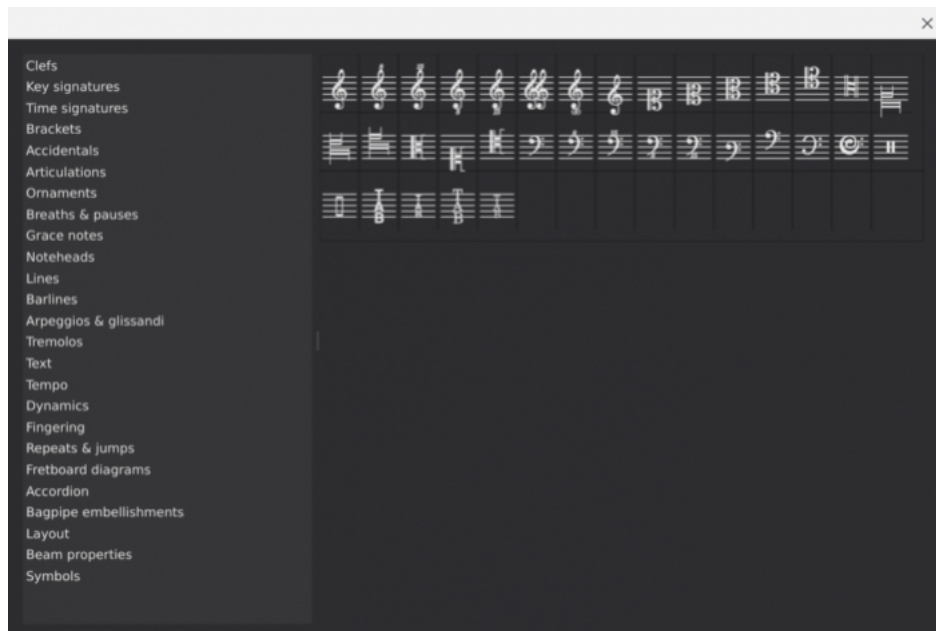 Clefs
Key signatures
Time signatures
Brackets
Accidentals
Articulations
Ornaments
Breaths & pauses
Grace notes
Noteheads
Lines
Barlines
Arpeggios & glissandi
Tremolos
Text
Tempo
Dynamics
Fingering
Repeats & jumps
Fretboard diagrams
Accordion
Bagpipe embellishments
Layout
Beam properties
Symbols